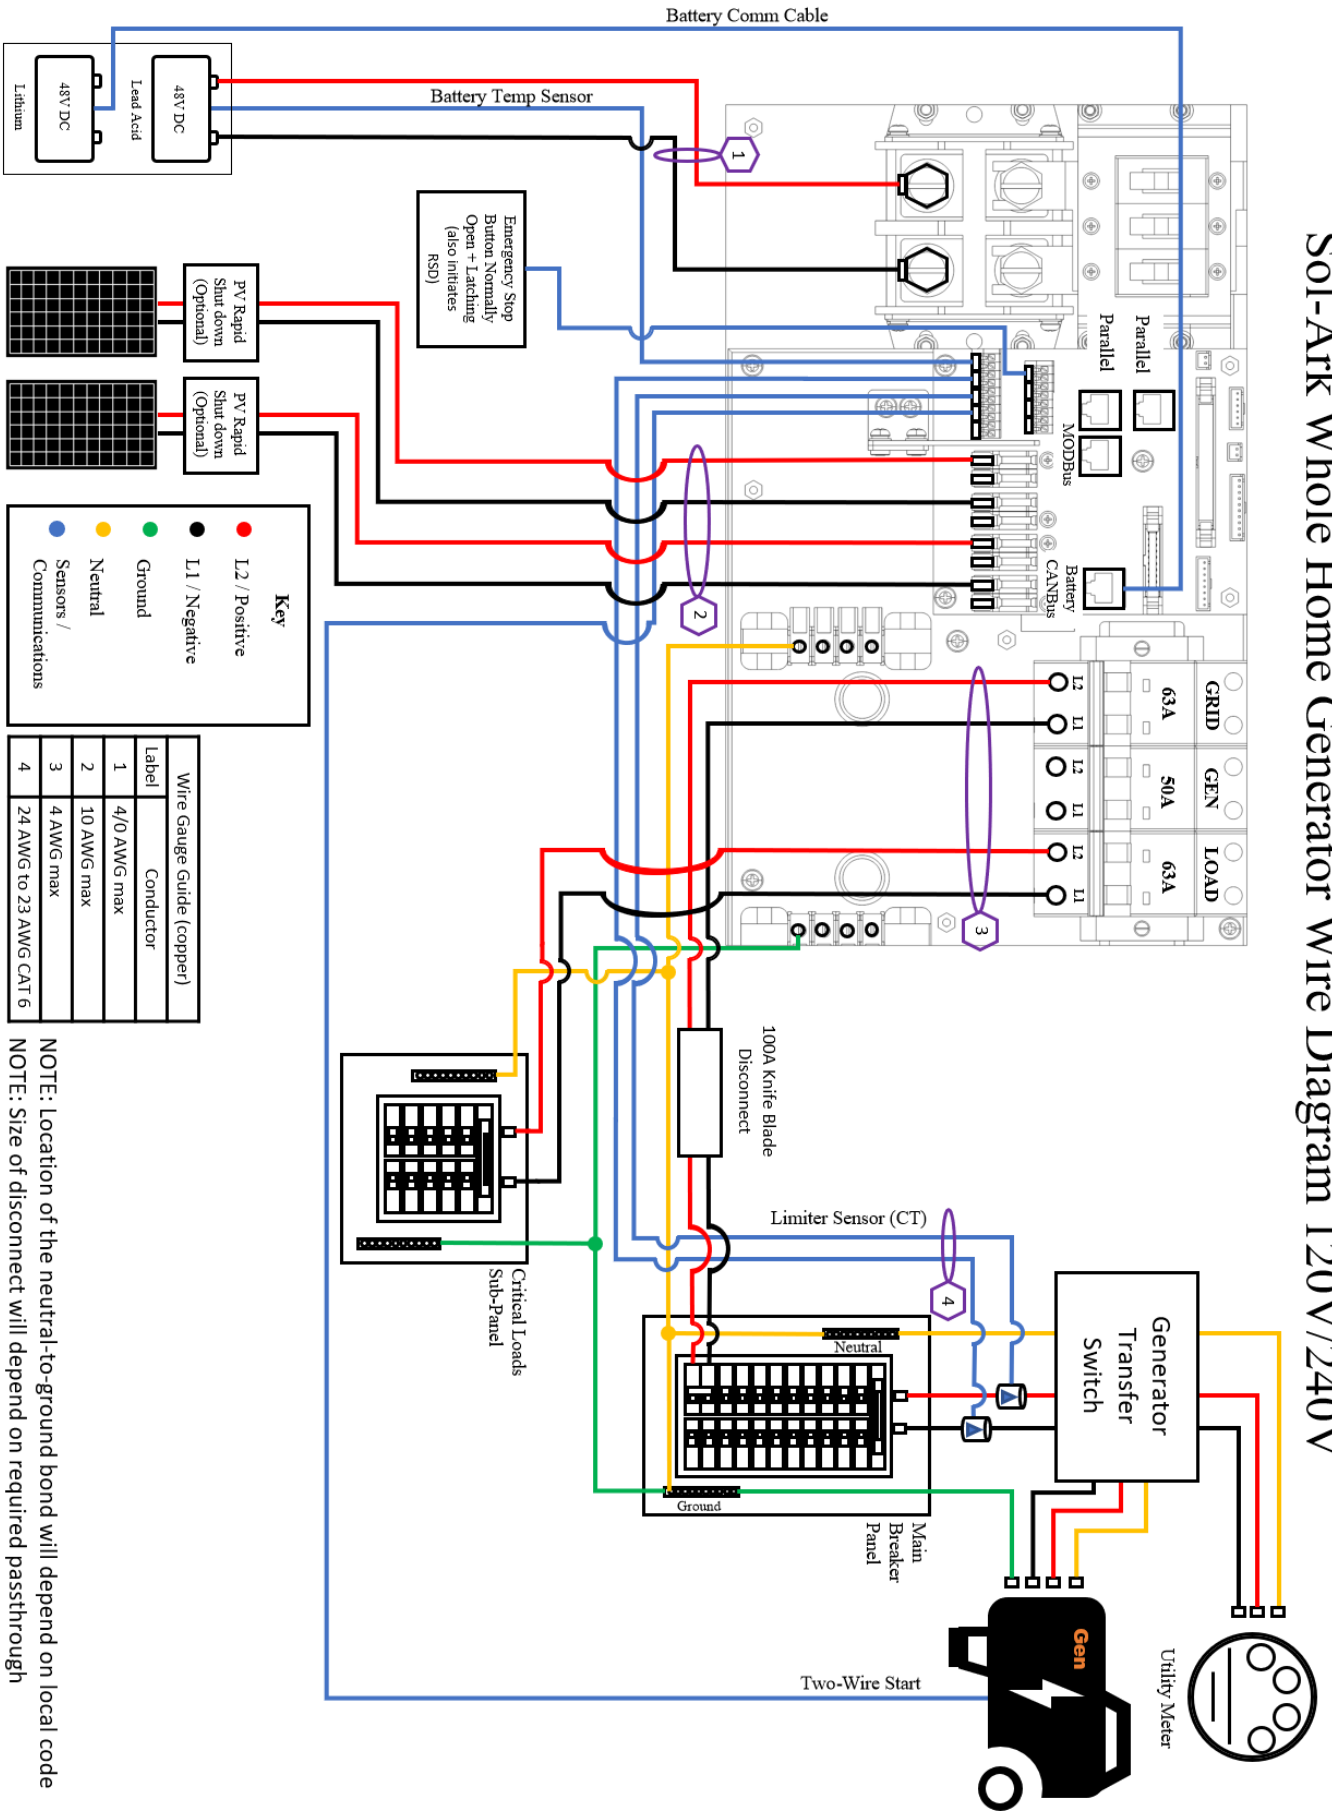 Sol-Ark Whole Home Generator Wire Diagram 120V/240V
Battery Comm Cable
Battery Temp Sensor
48V DC
Lead Acid
48V DC
Lithium
1
Emergency Stop
Button Normally
Open + Latching
(also initiates
RSD)
PV Rapid
Shut down
(Optional)
PV Rapid
Shut down
(Optional)
Parallel
Parallel
MODBus
Battery
CANBus
2
Key
L2 / Positive
L1 / Negative
Ground
Neutral
Sensors /
Communications
GRID
63A
L2
L1
GEN
50A
L2
L1
LOAD
63A
L2
L1
3
Wire Gauge Guide (copper)
Label Conductor
1 4/0 AWG max
2 10 AWG max
3 4 AWG max
4 24 AWG to 23 AWG CAT 6
100A Knife Blade
Disconnect
Critical Loads
Sub-Panel
Limiter Sensor (CT)
4
Generator
Transfer
Switch
Neutral
Ground
Main
Breaker
Panel
Gen
Two-Wire Start
Utility Meter
NOTE: Location of the neutral-to-ground bond will depend on local code
NOTE: Size of disconnect will depend on required passthrough